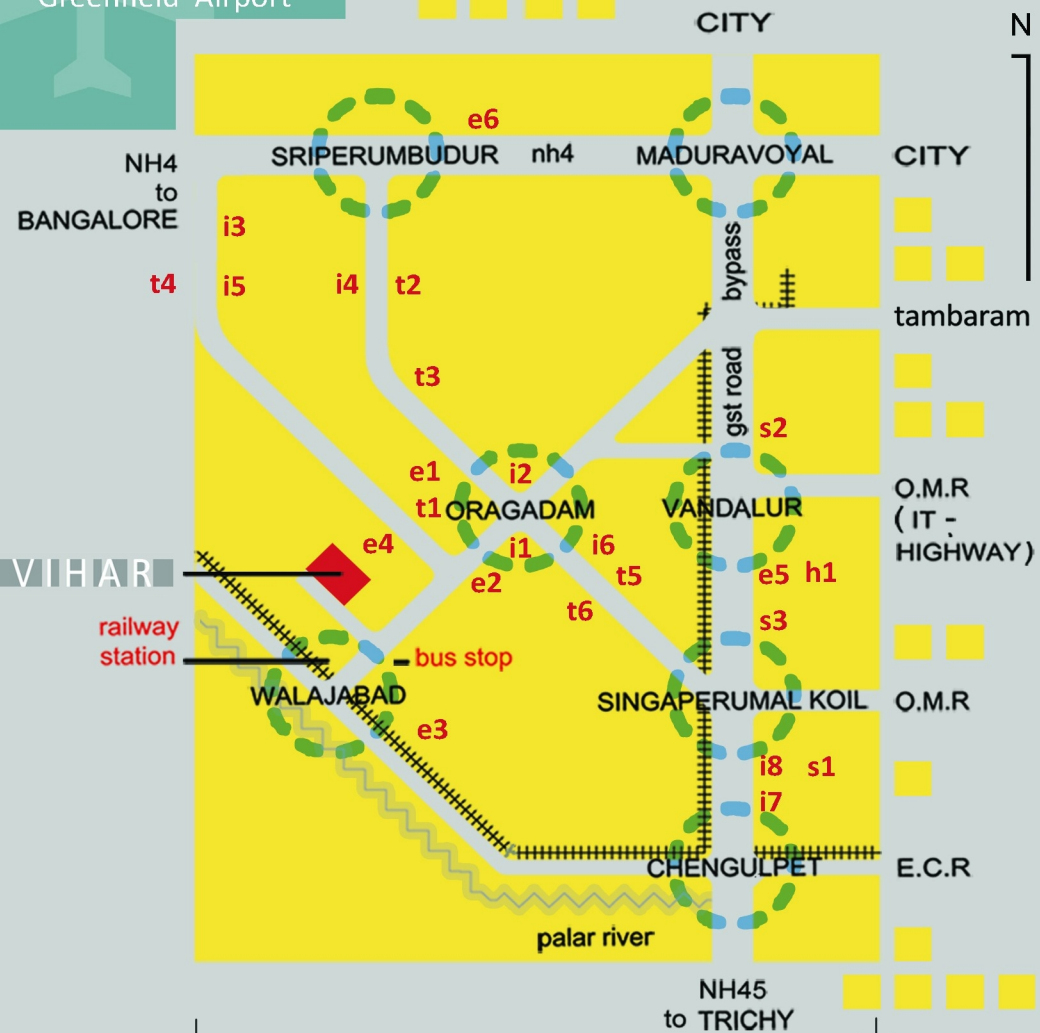 Greenfield Airport
CITY
N
e6
NH4
to
BANGALORE
SRIPERUMBUDUR
nh4
MADURAVOYAL
CITY
i3
t4
i5
i4
t2
bypass
tambaram
t3
gst road
s2
e1
i2
t1
ORAGADAM
VANDALUR
O.M.R
( IT -
HIGHWAY)
e4
i1
i6
e2
t5
e5
h1
VIHAR
t6
s3
railway
station
bus stop
WALAJABAD
SINGAPERUMAL KOIL
O.M.R
e3
i8
s1
i7
CHENGULPET
E.C.R
palar river
NH45
to TRICHY